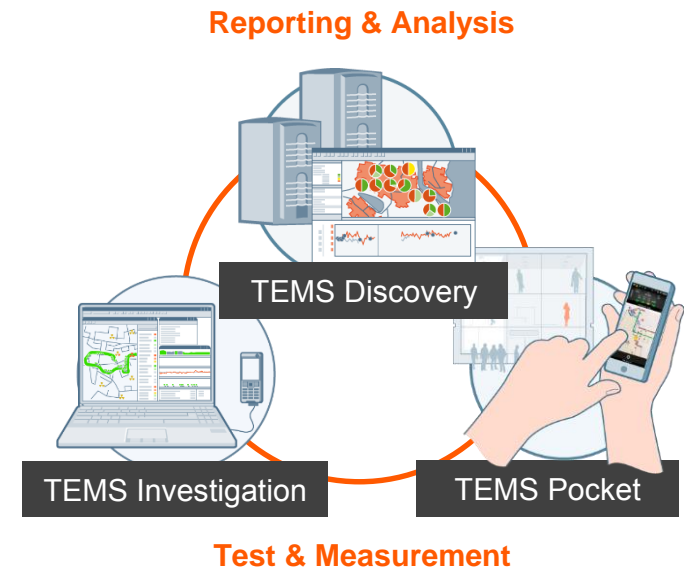 Reporting & Analysis
TEMS Discovery
TEMS Investigation
TEMS Pocket
Test & Measurement